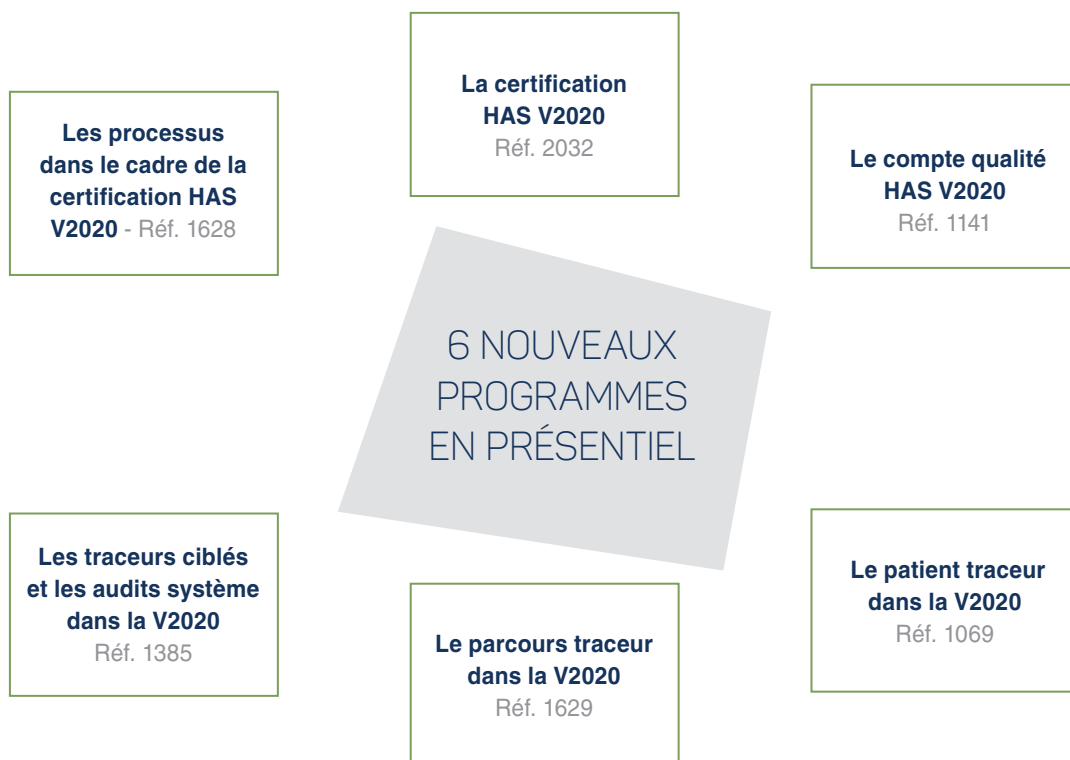 La certification
HAS V2020
Réf. 2032
Les processus
dans le cadre de la
certification HAS
V2020 - Réf. 1628
Le compte qualité
HAS V2020
Réf. 1141
6 NOUVEAUX
PROGRAMMES
EN PRÉSENTIEL
Les traceurs ciblés
et les audits système
dans la V2020
Réf. 1385
Le parcours traceur
dans la V2020
Réf. 1629
Le patient traceur
dans la V2020
Réf. 1069